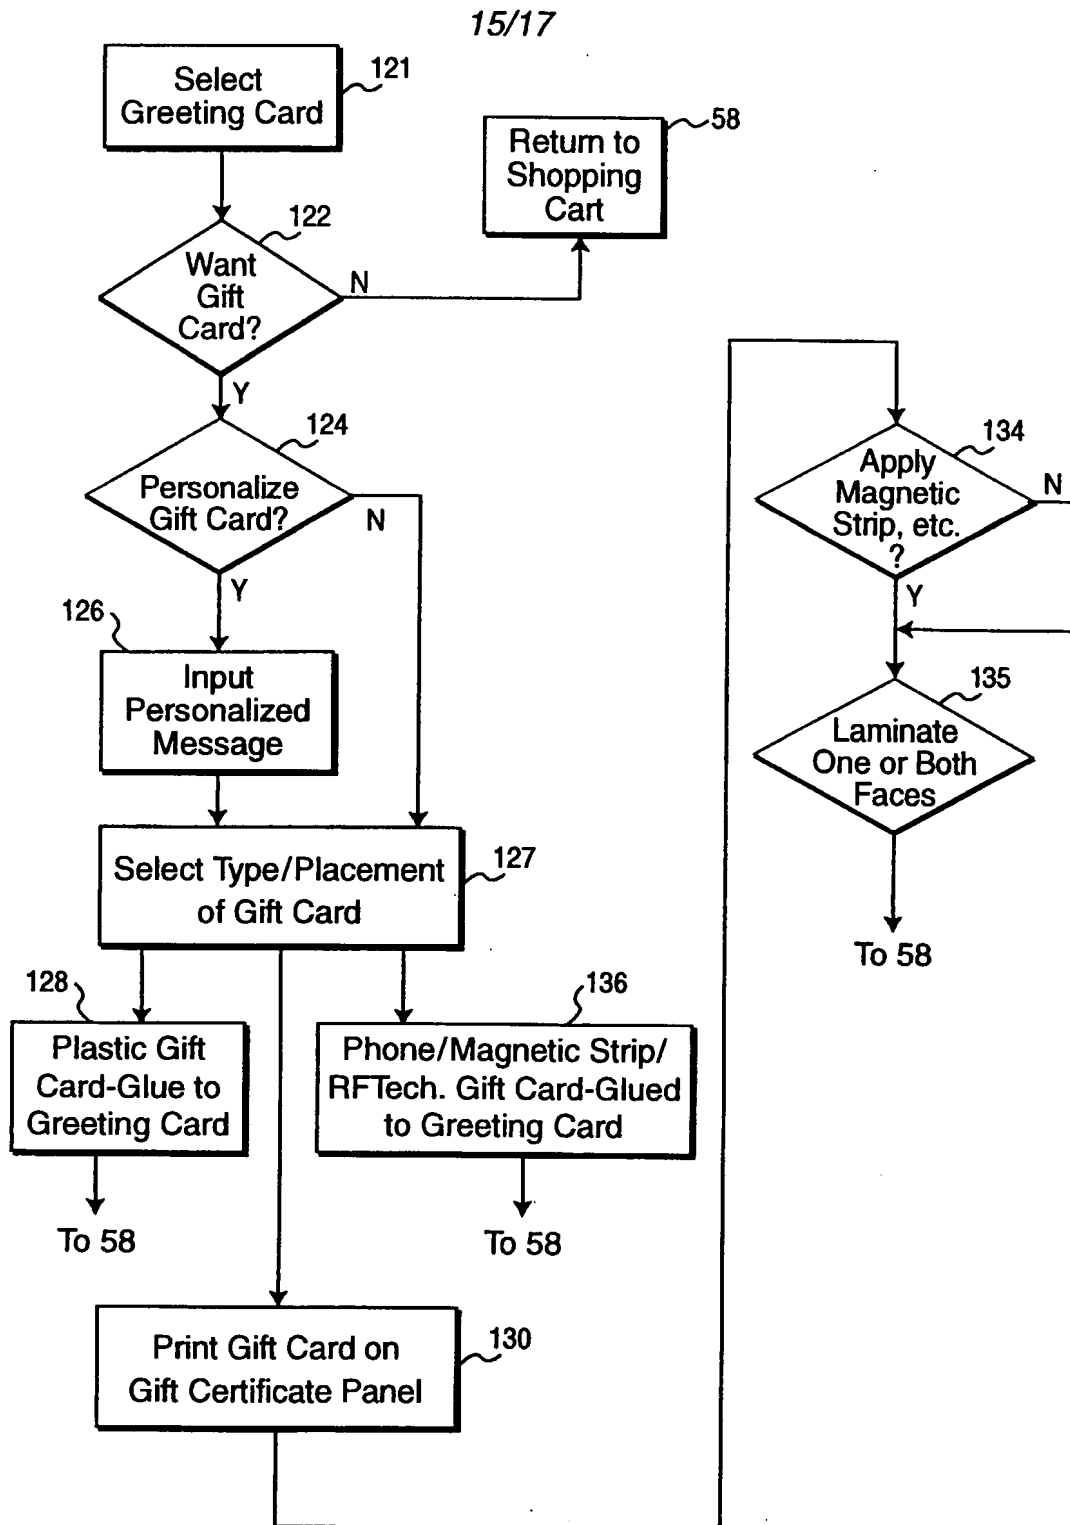 15/17
Select
Greeting Card
121
Return to
Shopping
Cart
58
122
Want
Gift
Card?
N
Y
124
Personalize
Gift Card?
N
Y
126
Input
Personalized
Message
Select Type/Placement
of Gift Card
127
128
Plastic Gift
Card-Glue to
Greeting Card
To 58
136
Phone/Magnetic Strip/
RFTech. Gift Card-Glued
to Greeting Card
To 58
Print Gift Card on
Gift Certificate Panel
130
134
Apply
Magnetic
Strip, etc.
?
N
Y
135
Laminate
One or Both
Faces
To 58